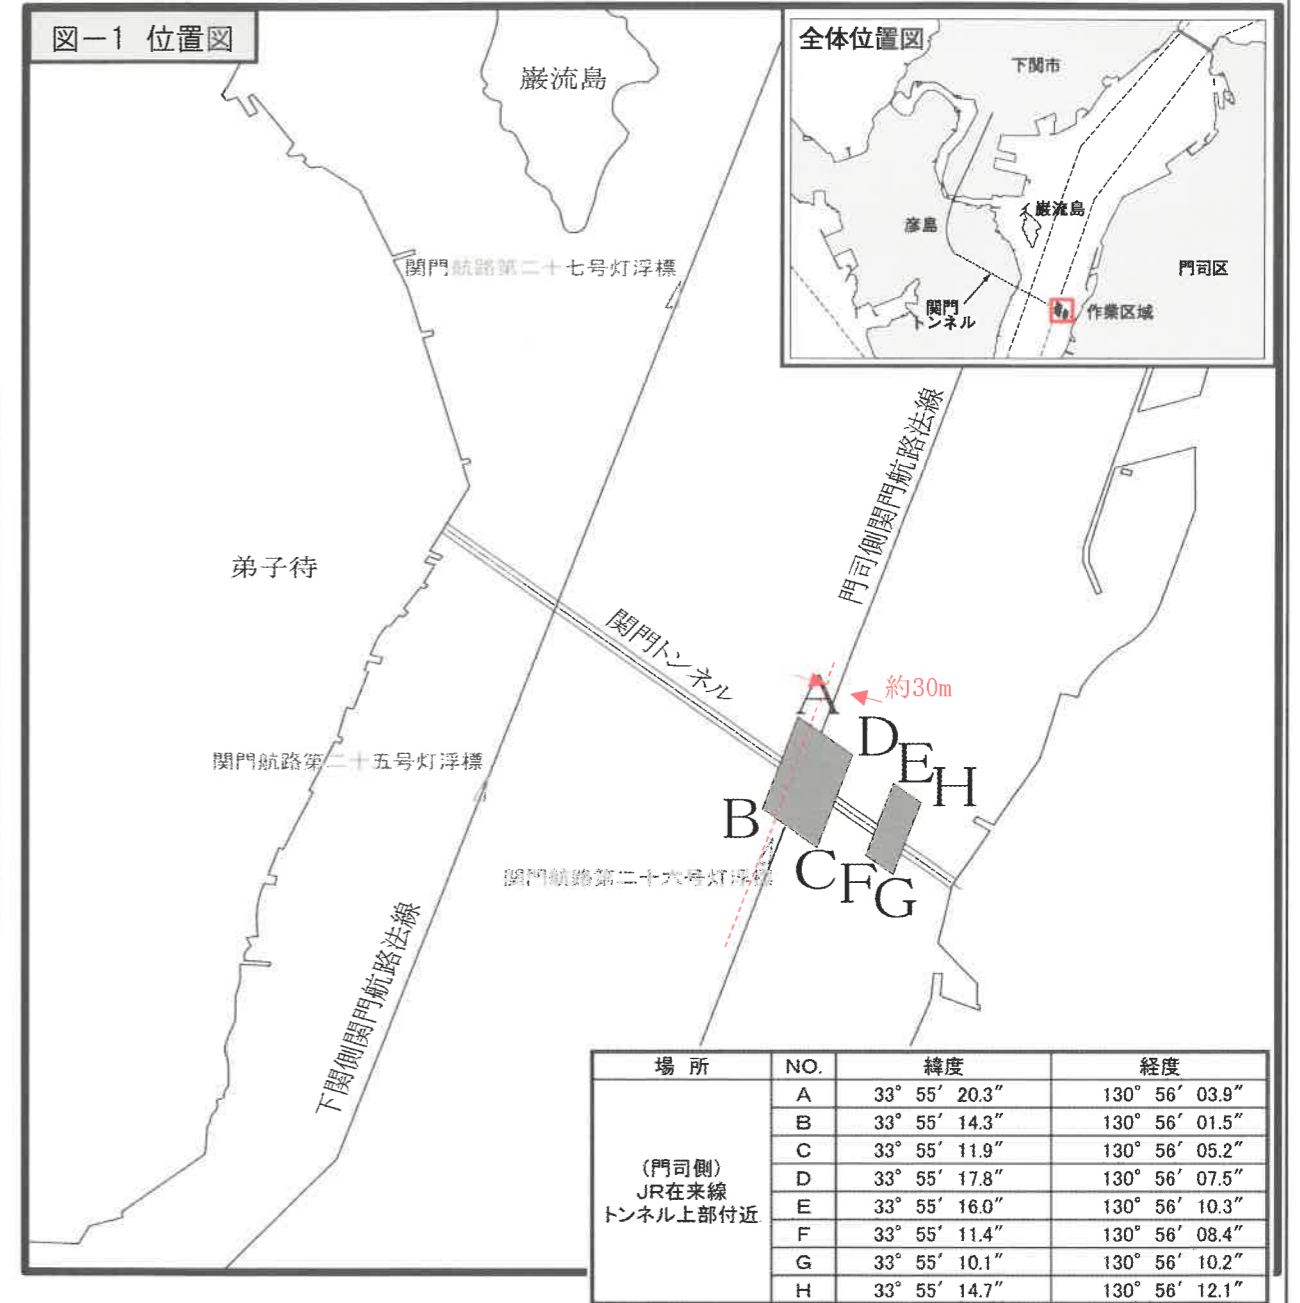 図－1 位置図
巌流島
全体位置図
下関市
巌流島
彦島
門司区
関門
トンネル
作業区域
関門航路第二十七号灯浮標
門司側関門航路法線
弟子待
関門トンネル
約30m
A
D
E
H
関門航路第二十五号灯浮標
B
C
F
G
関門航路第二十六号灯浮標
下関側関門航路法線
場 所 NO. 緯度 経度
(門司側)
JR在来線
トンネル上部付近
A 33° 55′ 20.3″ 130° 56′ 03.9″
B 33° 55′ 14.3″ 130° 56′ 01.5″
C 33° 55′ 11.9″ 130° 56′ 05.2″
D 33° 55′ 17.8″ 130° 56′ 07.5″
E 33° 55′ 16.0″ 130° 56′ 10.3″
F 33° 55′ 11.4″ 130° 56′ 08.4″
G 33° 55′ 10.1″ 130° 56′ 10.2″
H 33° 55′ 14.7″ 130° 56′ 12.1″